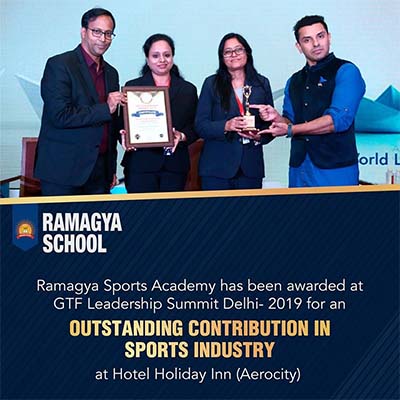 World L
RAMAGYA
SCHOOL
Ramagya Sports Academy has been awarded at
GTF Leadership Summit Delhi- 2019 for an
OUTSTANDING CONTRIBUTION IN
SPORTS INDUSTRY
at Hotel Holiday Inn (Aerocity)